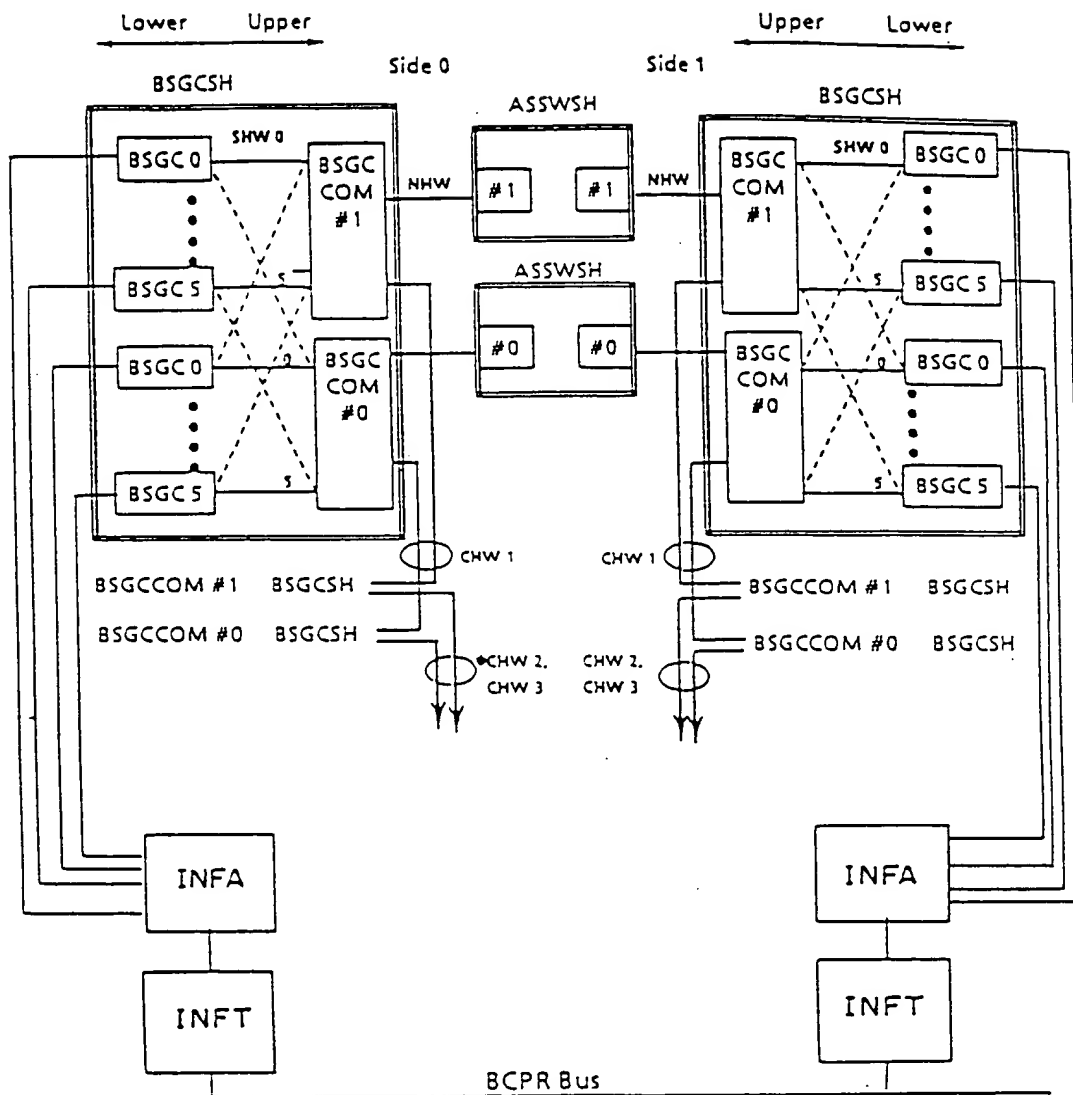 Lower Upper
Upper Lower
Side 0 Side 1
BSGCSH
ASSWSH
BSGCSH
BSGC 0
SHW 0
BSGC COM #1
NHW
#1
#1
NHW
BSGC COM #1
SHW 0
BSGC 0
BSGC 5
5
ASSWSH
5
BSGC 5
BSGC 0
0
BSGC COM #0
#0
#0
BSGC COM #0
0
BSGC 0
BSGC 5
5
5
BSGC 5
CHW 1
CHW 1
BSGCCOM #1 BSGCSH
BSGCCOM #1 BSGCSH
BSGCCOM #0 BSGCSH
BSGCCOM #0 BSGCSH
CHW 2,
CHW 3
CHW 2,
CHW 3
INFA
INFA
INFT
INFT
BCPR Bus